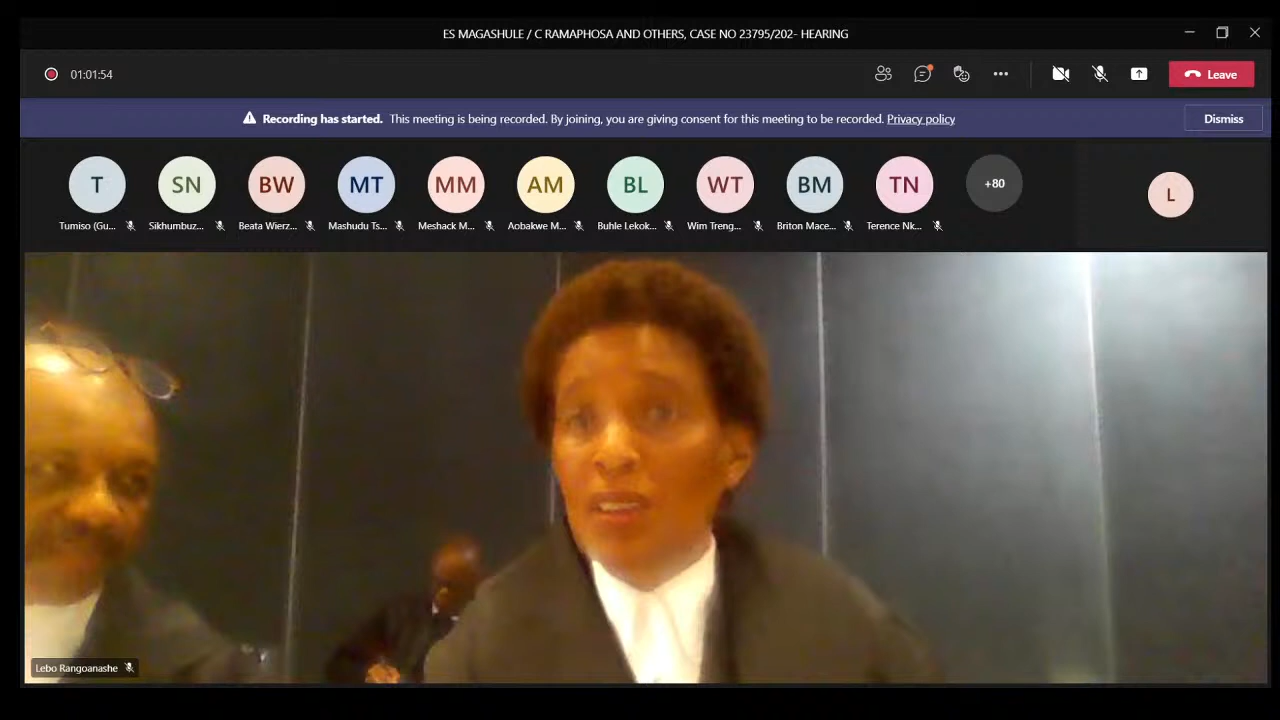 ES MAGASHULE / C RAMAPHOSA AND OTHERS, CASE NO 23795/202- HEARING
01:01:54
Leave
Recording has started. This meeting is being recorded. By joining, you are giving consent for this meeting to be recorded. Privacy policy
Dismiss
T SN BW MT MM AM BL WT BM TN +80 L
Tumiso (Gu... Sikhumbuz... Beata Wierz... Mashudu Ts... Meshack M... Aobakwe M... Buhle Lekok... Wim Treng... Briton Mace... Terence Nk...
Lebo Rangoanashe